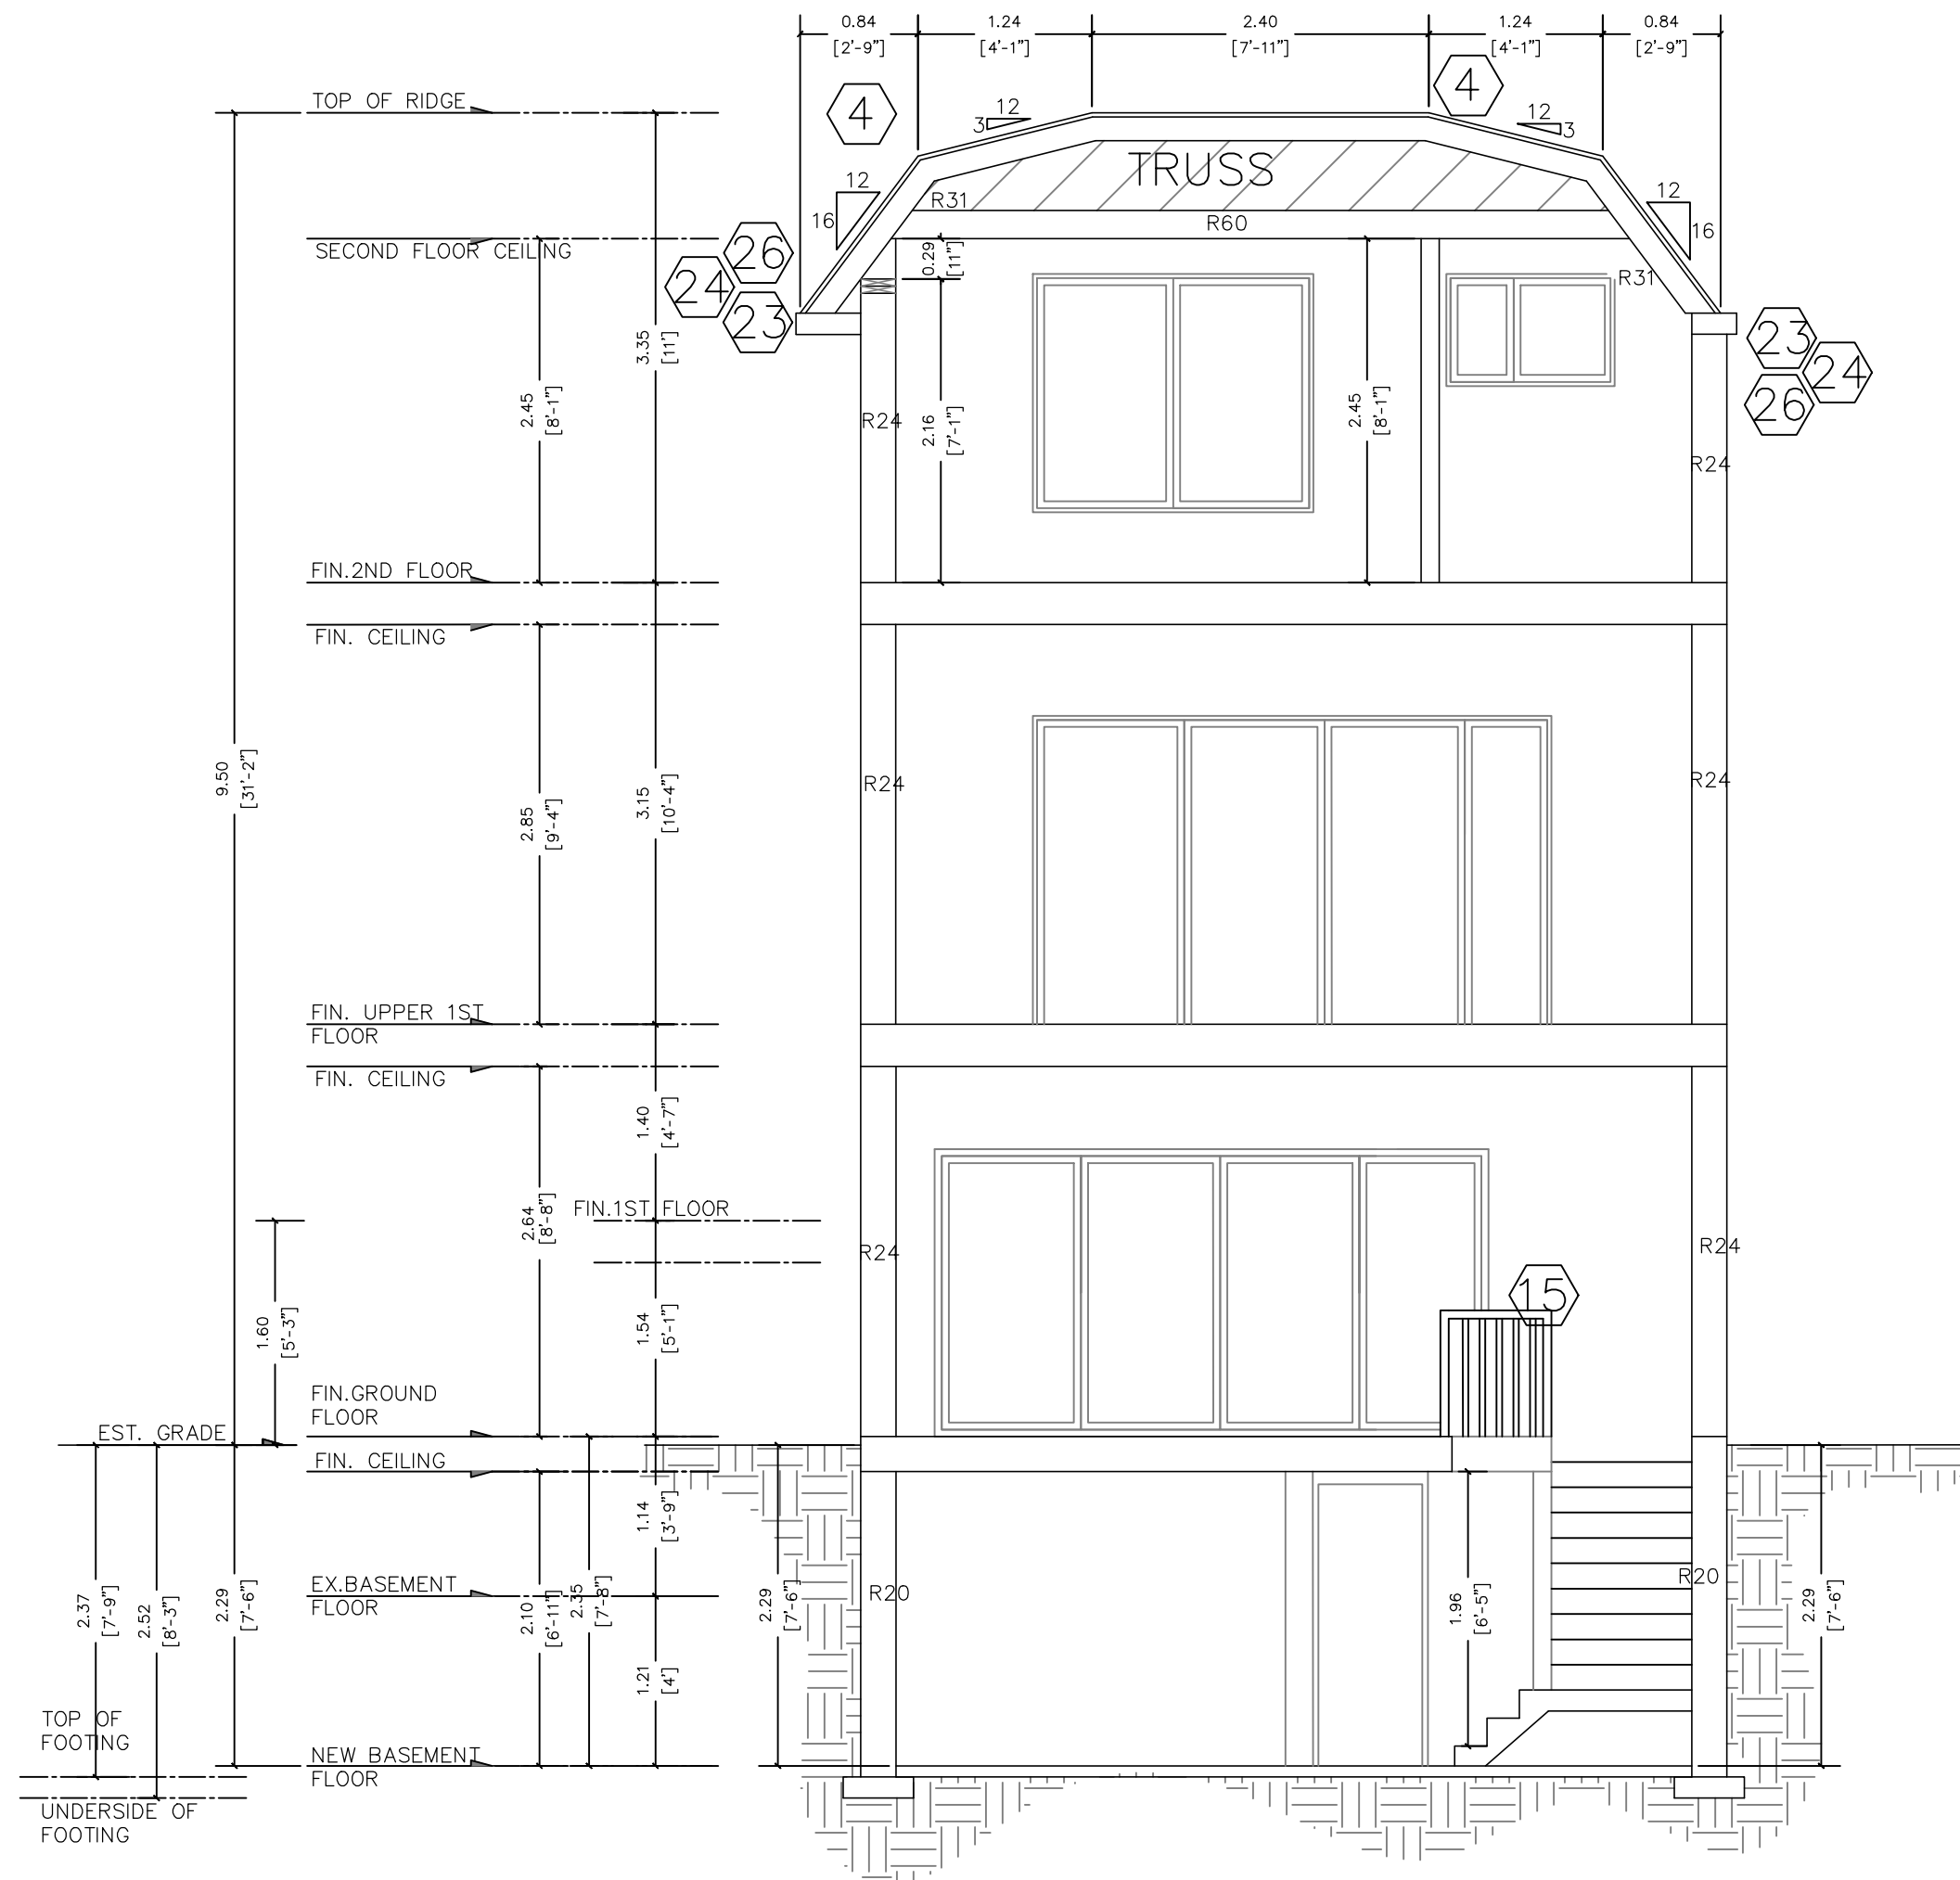 0.84
[2'-9"]
1.24
[4'-1"]
2.40
[7'-11"]
1.24
[4'-1"]
0.84
[2'-9"]
4
4
TOP OF RIDGE
12
3
12
3
TRUSS
12
16
12
16
R31
R60
SECOND FLOOR CEILING
26
24
23
0.29
[11"]
R31
23
24
26
3.35
[11']
2.45
[8'-1"]
R24
2.16
[7'-1"]
2.45
[8'-1"]
R24
FIN.2ND FLOOR
FIN. CEILING
9.50
[31'-2"]
2.85
[9'-4"]
3.15
[10'-4"]
R24
R24
FIN. UPPER 1ST
FLOOR
FIN. CEILING
1.40
[4'-7"]
2.64
[8'-8"]
FIN.1ST FLOOR
R24
R24
15
1.60
[5'-3"]
1.54
[5'-1"]
FIN.GROUND
FLOOR
EST. GRADE
FIN. CEILING
1.14
[3'-9"]
EX.BASEMENT
FLOOR
2.37
[7'-9"]
2.52
[8'-3"]
2.29
[7'-6"]
2.10
[6'-11"]
2.35
[7'-8"]
1.21
[4']
2.29
[7'-6"]
R20
1.96
[6'-5"]
R20
2.29
[7'-6"]
TOP OF
FOOTING
NEW BASEMENT
FLOOR
UNDERSIDE OF
FOOTING